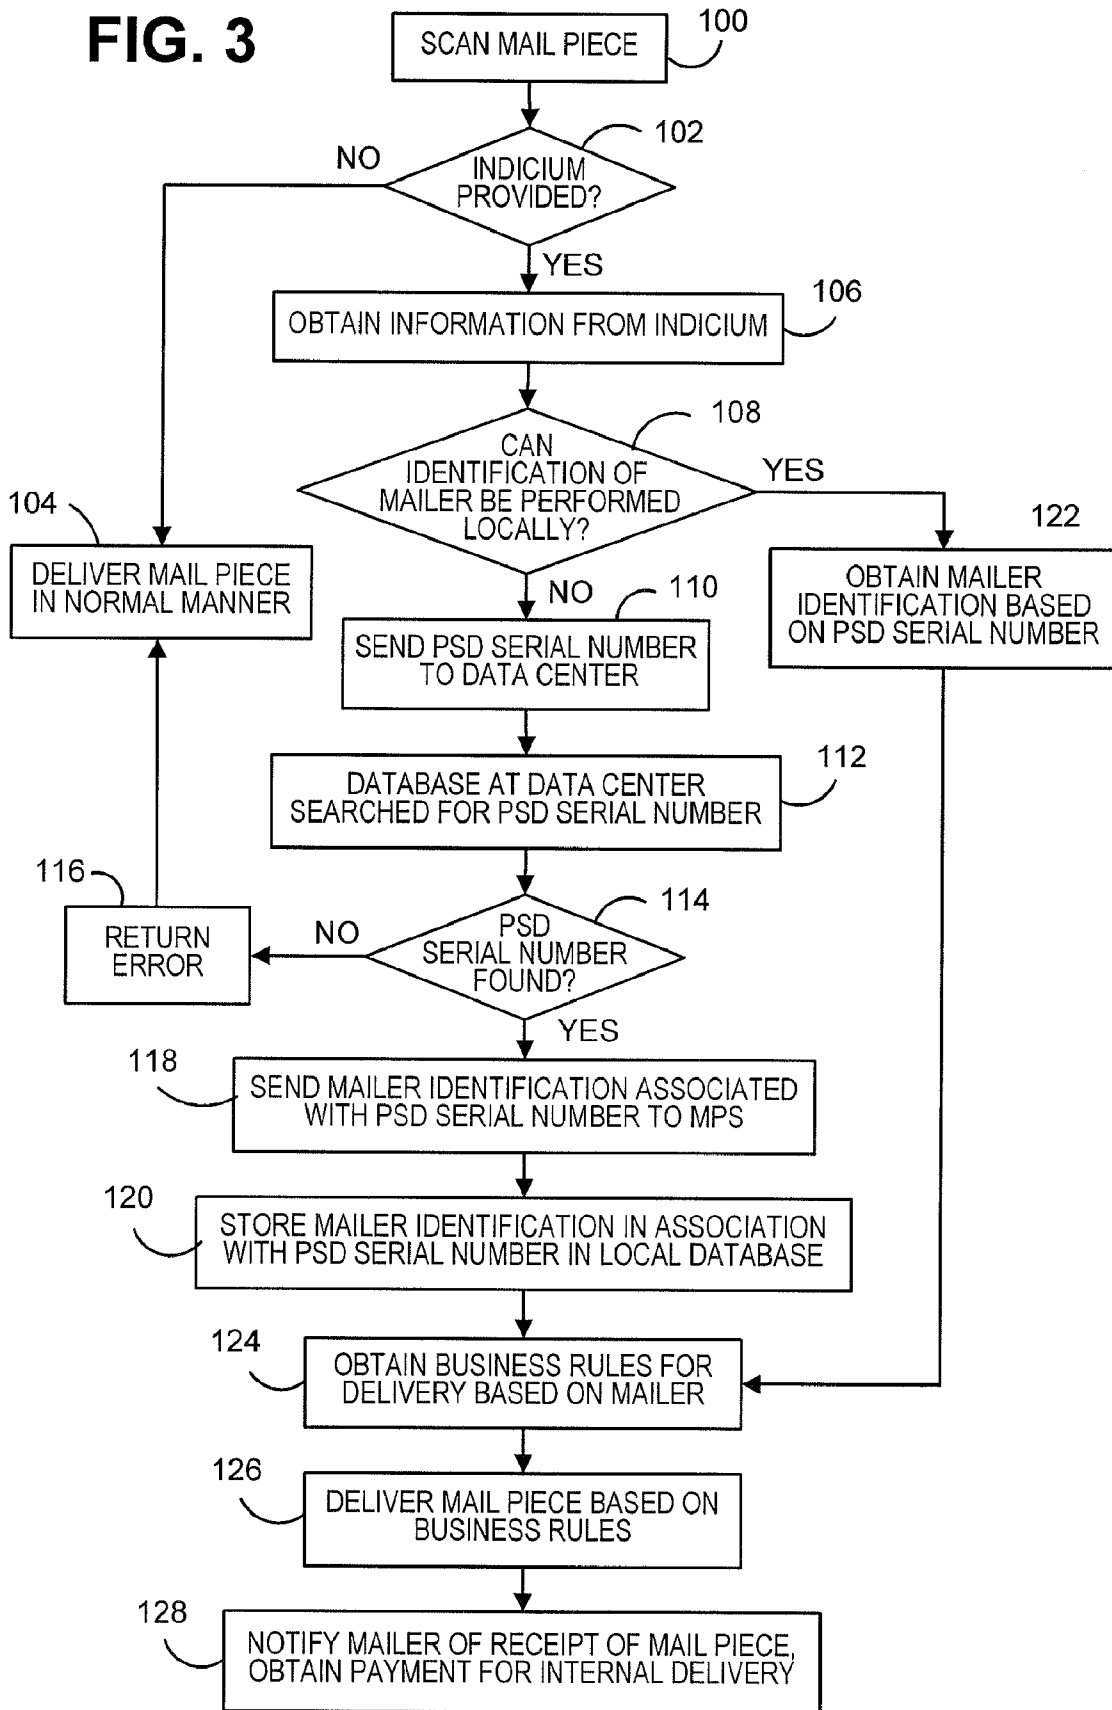 FIG. 3
SCAN MAIL PIECE
100
102
NO
INDICIUM
PROVIDED?
YES
106
OBTAIN INFORMATION FROM INDICIUM
108
CAN
IDENTIFICATION OF
MAILER BE PERFORMED
LOCALLY?
YES
104
122
DELIVER MAIL PIECE
IN NORMAL MANNER
OBTAIN MAILER
IDENTIFICATION BASED
ON PSD SERIAL NUMBER
NO
110
SEND PSD SERIAL NUMBER
TO DATA CENTER
112
DATABASE AT DATA CENTER
SEARCHED FOR PSD SERIAL NUMBER
116
114
RETURN
ERROR
NO
PSD
SERIAL NUMBER
FOUND?
YES
118
SEND MAILER IDENTIFICATION ASSOCIATED
WITH PSD SERIAL NUMBER TO MPS
120
STORE MAILER IDENTIFICATION IN ASSOCIATION
WITH PSD SERIAL NUMBER IN LOCAL DATABASE
124
OBTAIN BUSINESS RULES FOR
DELIVERY BASED ON MAILER
126
DELIVER MAIL PIECE BASED ON
BUSINESS RULES
128
NOTIFY MAILER OF RECEIPT OF MAIL PIECE,
OBTAIN PAYMENT FOR INTERNAL DELIVERY